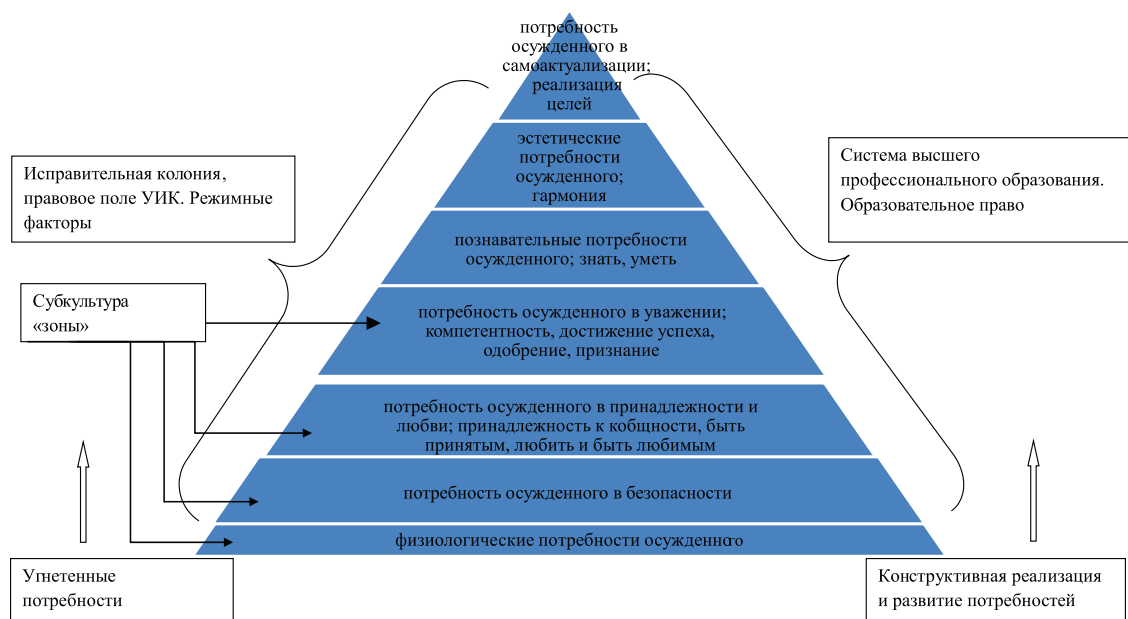 потребность
осужденного в
самоактуализации;
реализация
целей
эстетические
потребности
осужденного;
гармония
Исправительная колония,
правовое поле УИК. Режимные
факторы
Система высшего
профессионального образования.
Образовательное право
познавательные потребности
осужденного; знать, уметь
Субкультура
«зоны»
потребность осужденного в уважении;
компетентность, достижение успеха,
одобрение, признание
потребность осужденного в принадлежности и
любви; принадлежность к кобщности, быть
принятым, любить и быть любимым
потребность осужденного в безопасности
физиологические потребности осужденного
Угнетенные
потребности
Конструктивная реализация
и развитие потребностей